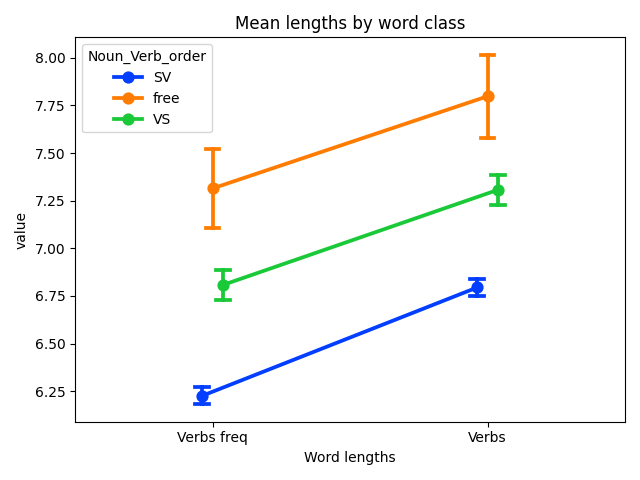 Mean lengths by word class
Noun_Verb_order
SV
free
VS
value
8.00
7.75
7.50
7.25
7.00
6.75
6.50
6.25
Verbs freq
Verbs
Word lengths